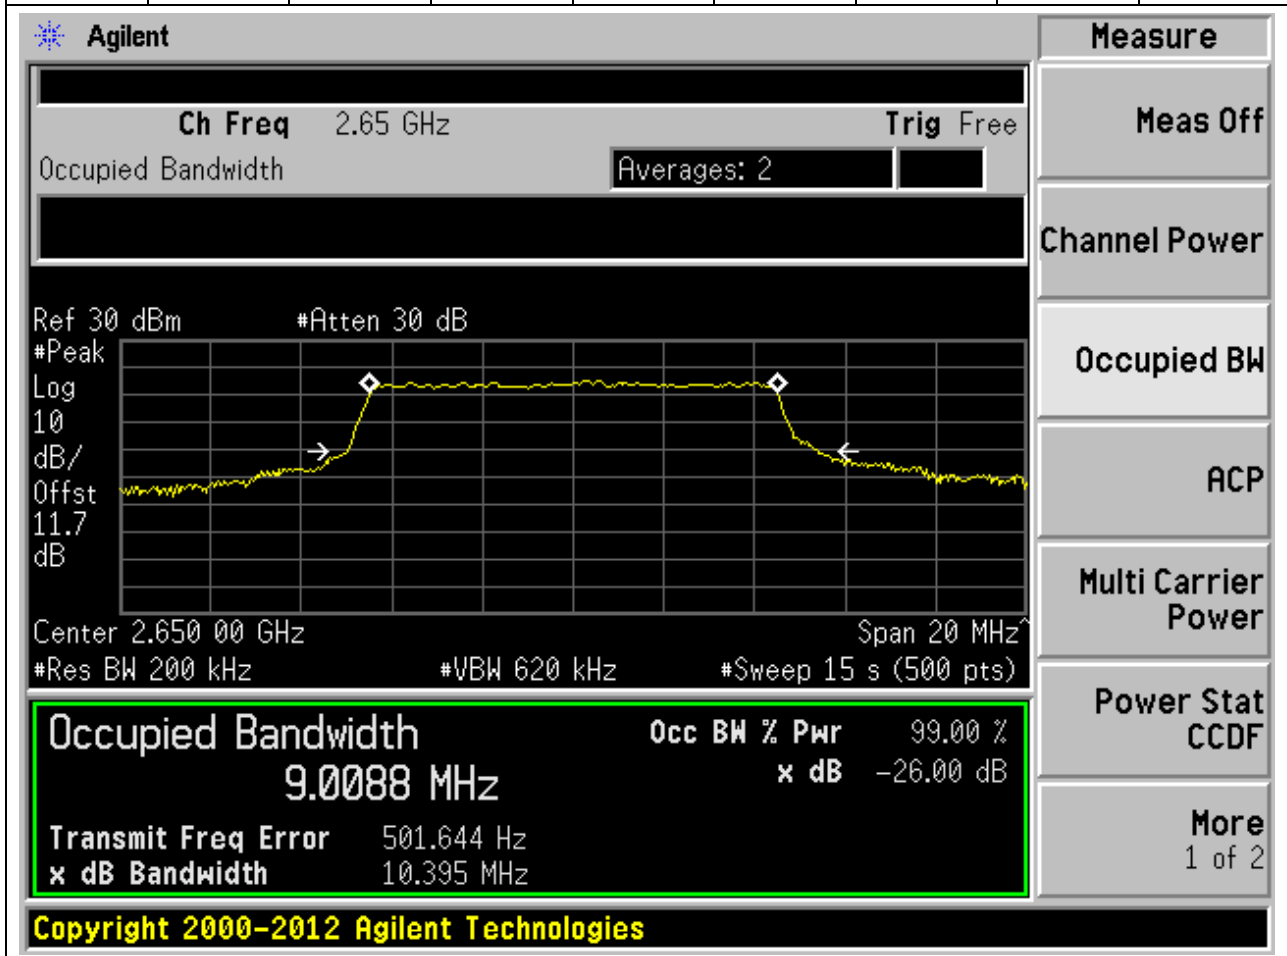 Agilent
Measure
Ch Freq 2.65 GHz Trig Free
Occupied Bandwidth Averages: 2
Meas Off
Channel Power
Occupied BW
ACP
Multi Carrier
Power
Power Stat
CCDF
More
1 of 2
Ref 30 dBm #Atten 30 dB
#Peak
Log
10
dB/
Offst
11.7
dB
Center 2.650 00 GHz Span 20 MHz^
#Res BW 200 kHz #VBW 620 kHz #Sweep 15 s (500 pts)
Occupied Bandwidth Occ BW % Pwr 99.00 %
9.0088 MHz x dB -26.00 dB
Transmit Freq Error 501.644 Hz
x dB Bandwidth 10.395 MHz
Copyright 2000-2012 Agilent Technologies